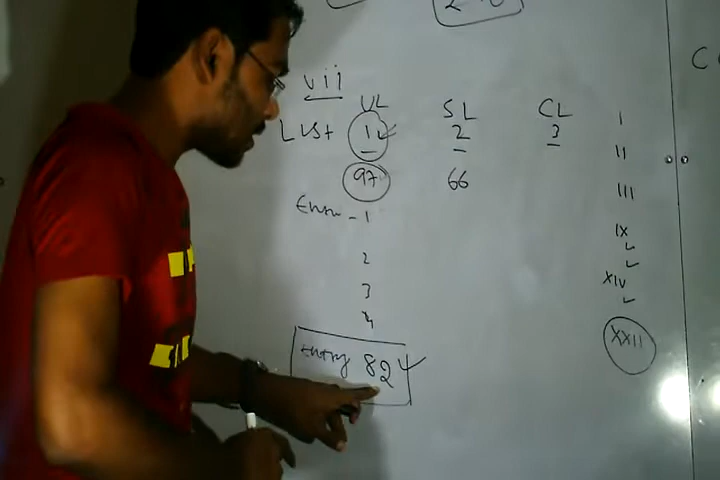 vii
UL SL CL
List 1 2 3
97 66
- 1
2
3
4
Entry 82
I
II
III
IX
XIV
XXII
C